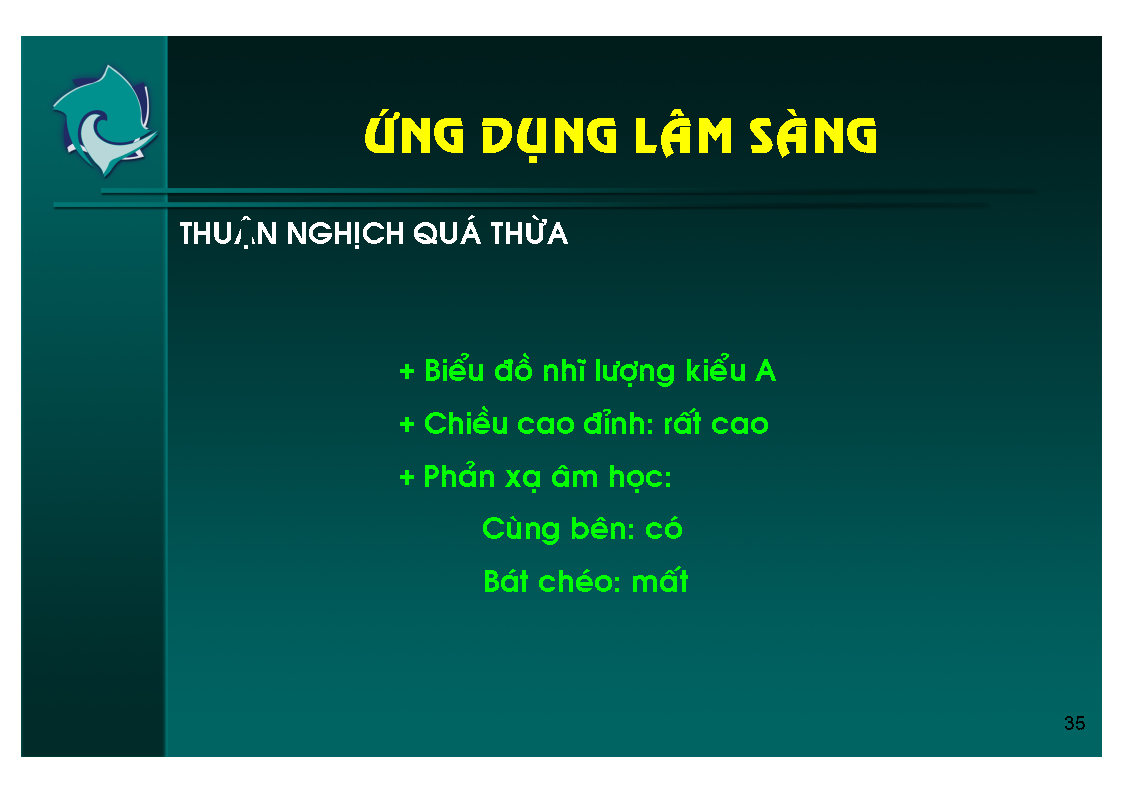 ỨNG DỤNG LÂM SÀNG
THUẬN NGHỊCH QUÁ THỪA
+ Biểu đồ nhĩ lượng kiểu A
+ Chiều cao đỉnh: rất cao
+ Phản xạ âm học:
Cùng bên: có
Bát chéo: mất
35